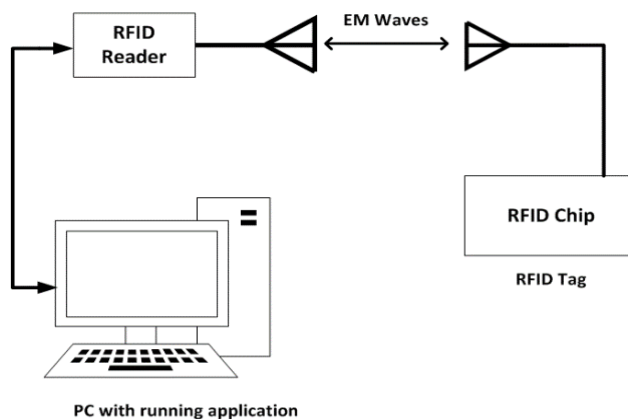 RFID
Reader
EM Waves
RFID Chip
RFID Tag
PC with running application